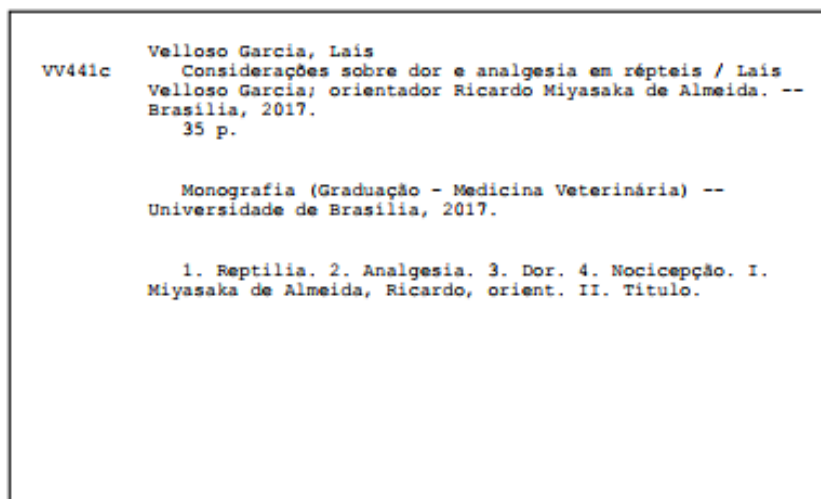 Velloso Garcia, Laís
VV441c Considerações sobre dor e analgesia em répteis / Laís
Velloso Garcia; orientador Ricardo Miyasaka de Almeida. --
Brasília, 2017.
35 p.
Monografia (Graduação - Medicina Veterinária) --
Universidade de Brasília, 2017.
1. Reptilia. 2. Analgesia. 3. Dor. 4. Nocicepção. I.
Miyasaka de Almeida, Ricardo, orient. II. Título.